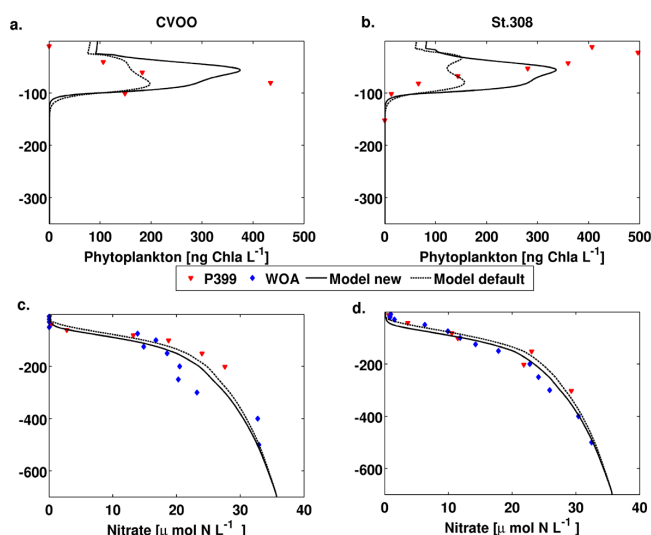 a. CVOO b. St.308
-100 -100
-200 -200
-300 -300
0 100 200 300 400 500 0 100 200 300 400 500
Phytoplankton [ng Chla L⁻¹] Phytoplankton [ng Chla L⁻¹]
P399 WOA Model new Model default
c. d.
-200 -200
-400 -400
-600 -600
0 10 20 30 40 0 10 20 30 40
Nitrate [μ mol N L⁻¹] Nitrate [μ mol N L⁻¹]